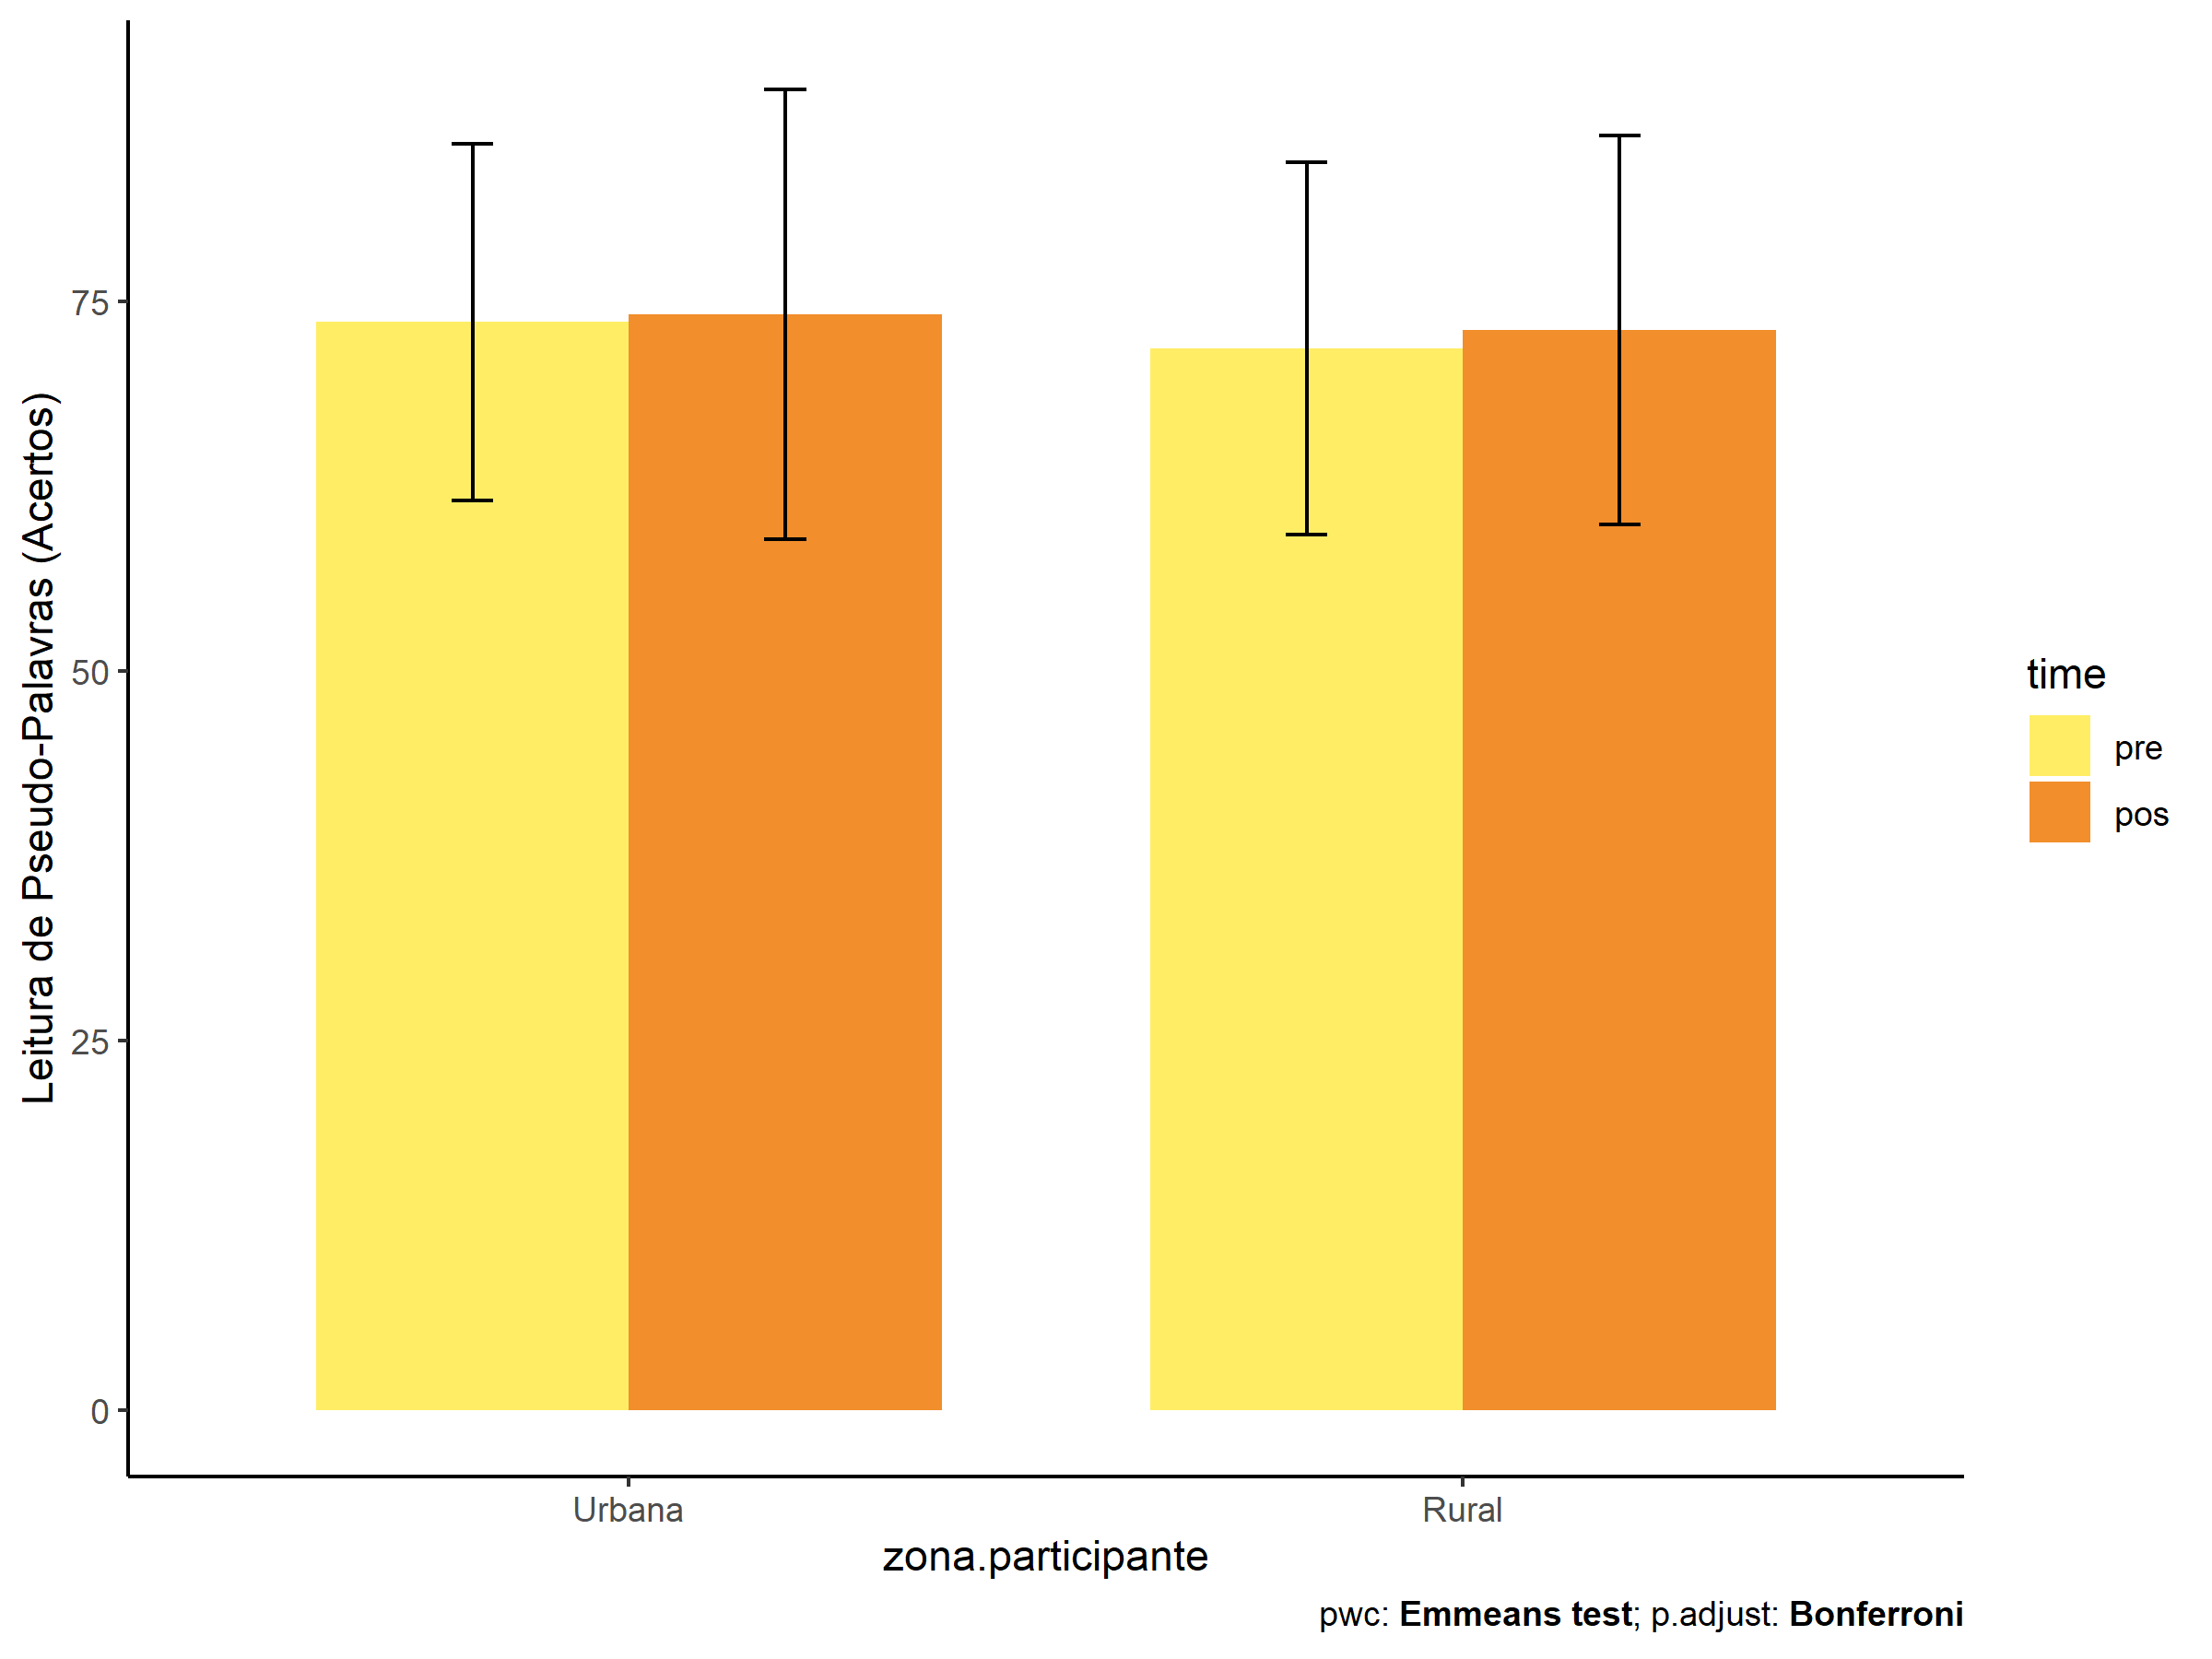 Leitura de Pseudo-Palavras (Acertos)
75
50
25
0
Urbana
Rural
zona.participante
time
pre
pos
pwc: Emmeans test; p.adjust: Bonferroni